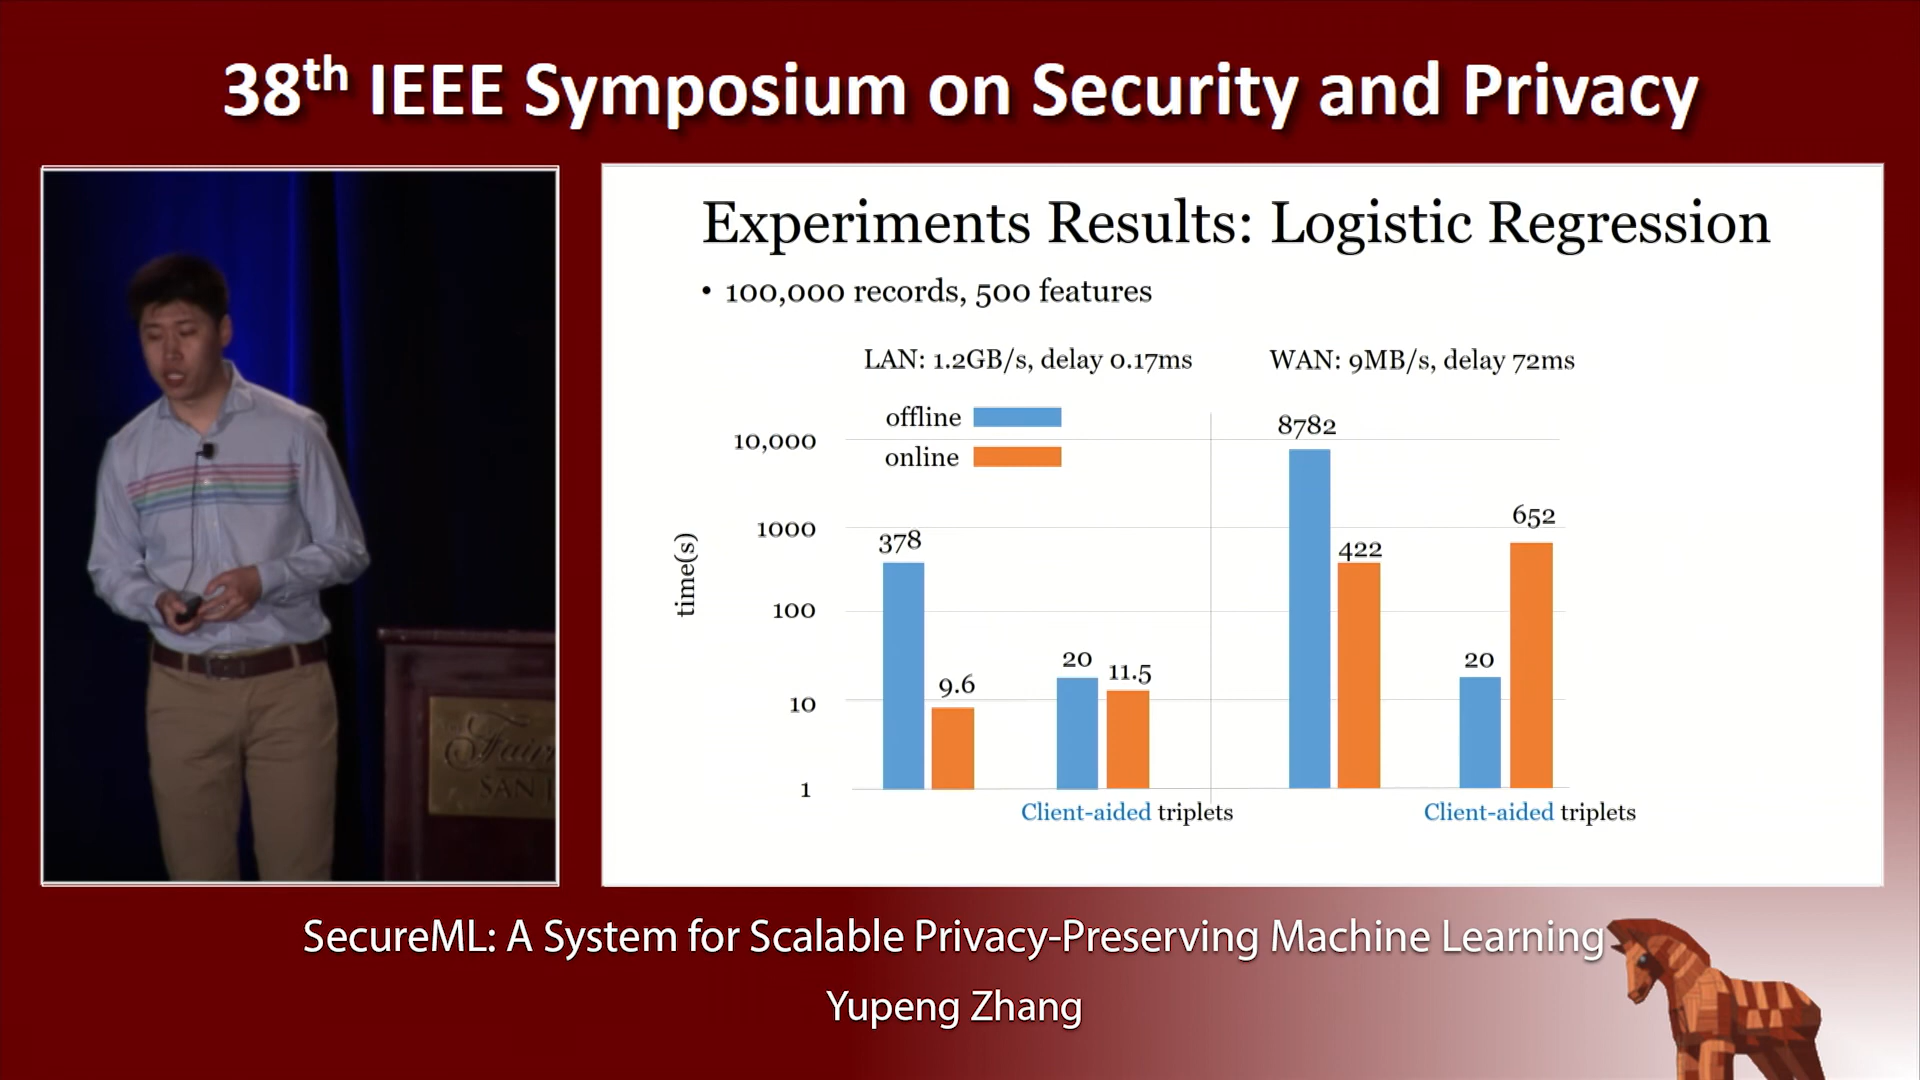 38th IEEE Symposium on Security and Privacy
Experiments Results: Logistic Regression
• 100,000 records, 500 features
LAN: 1.2GB/s, delay 0.17ms
WAN: 9MB/s, delay 72ms
offline
online
time(s)
10,000
1000
100
10
1
378
9.6
20
11.5
8782
422
20
652
Client-aided triplets
Client-aided triplets
SAN
SecureML: A System for Scalable Privacy-Preserving Machine Learning
Yupeng Zhang